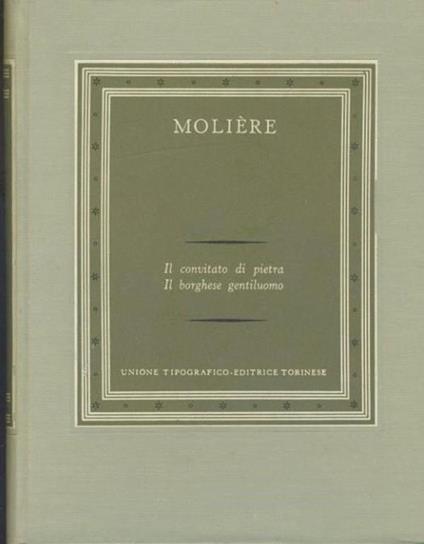 MOLIÈRE
Il convitato di pietra
Il borghese gentiluomo
UNIONE TIPOGRAFICO-EDITRICE TORINESE